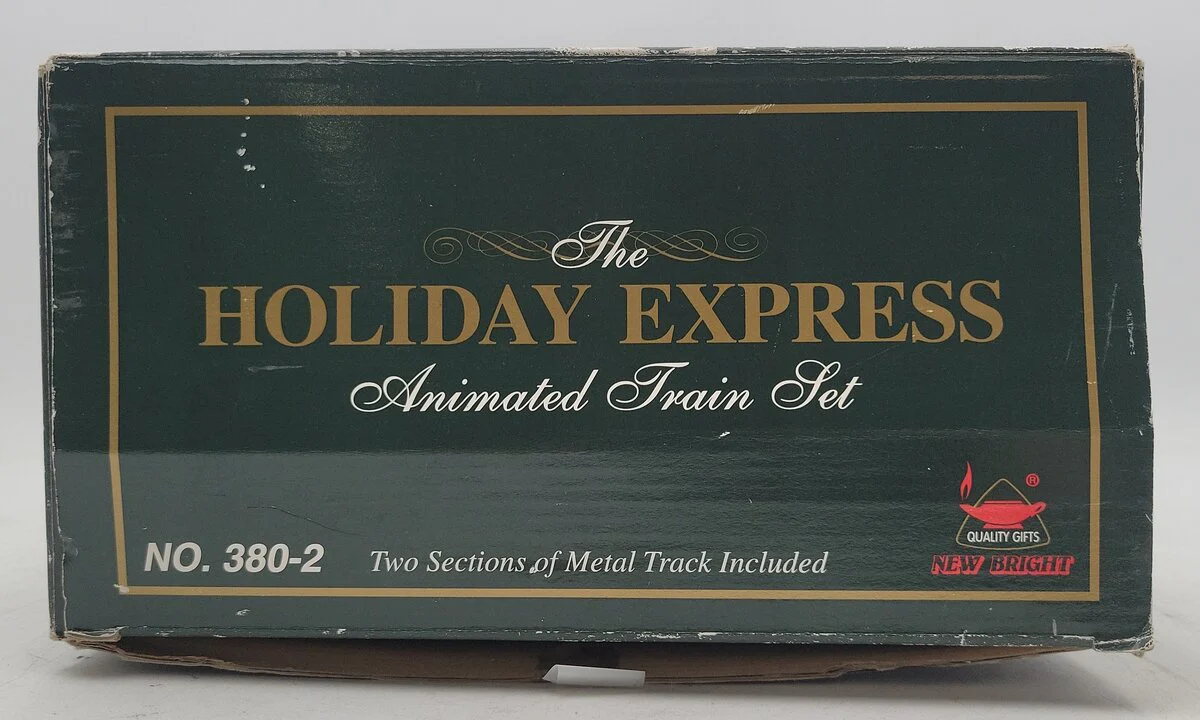 The
HOLIDAY EXPRESS
Animated Train Set
NO. 380-2 Two Sections of Metal Track Included
®
QUALITY GIFTS
NEW BRIGHT